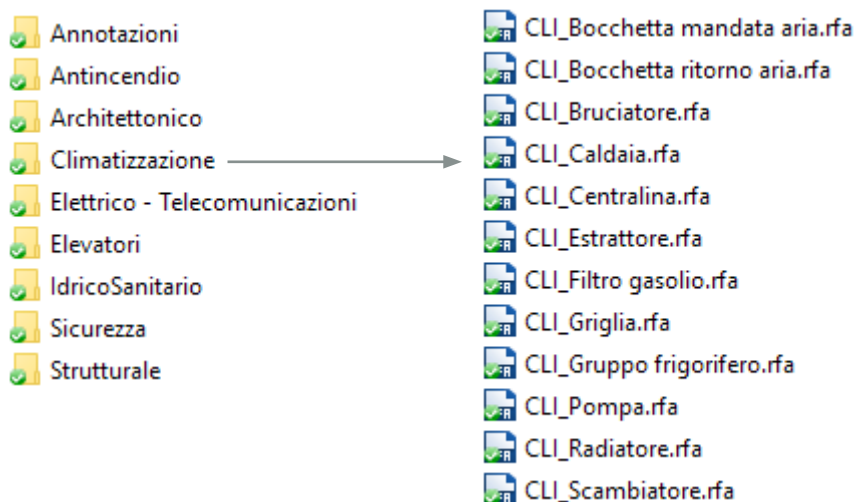 Annotazioni
Antincendio
Architettonico
Climatizzazione
Elettrico - Telecomunicazioni
Elevatori
IdricoSanitario
Sicurezza
Strutturale
CLI_Bocchetta mandata aria.rfa
CLI_Bocchetta ritorno aria.rfa
CLI_Bruciatore.rfa
CLI_Caldaia.rfa
CLI_Centralina.rfa
CLI_Estrattore.rfa
CLI_Filtro gasolio.rfa
CLI_Griglia.rfa
CLI_Gruppo frigorifero.rfa
CLI_Pompa.rfa
CLI_Radiatore.rfa
CLI_Scambiatore.rfa